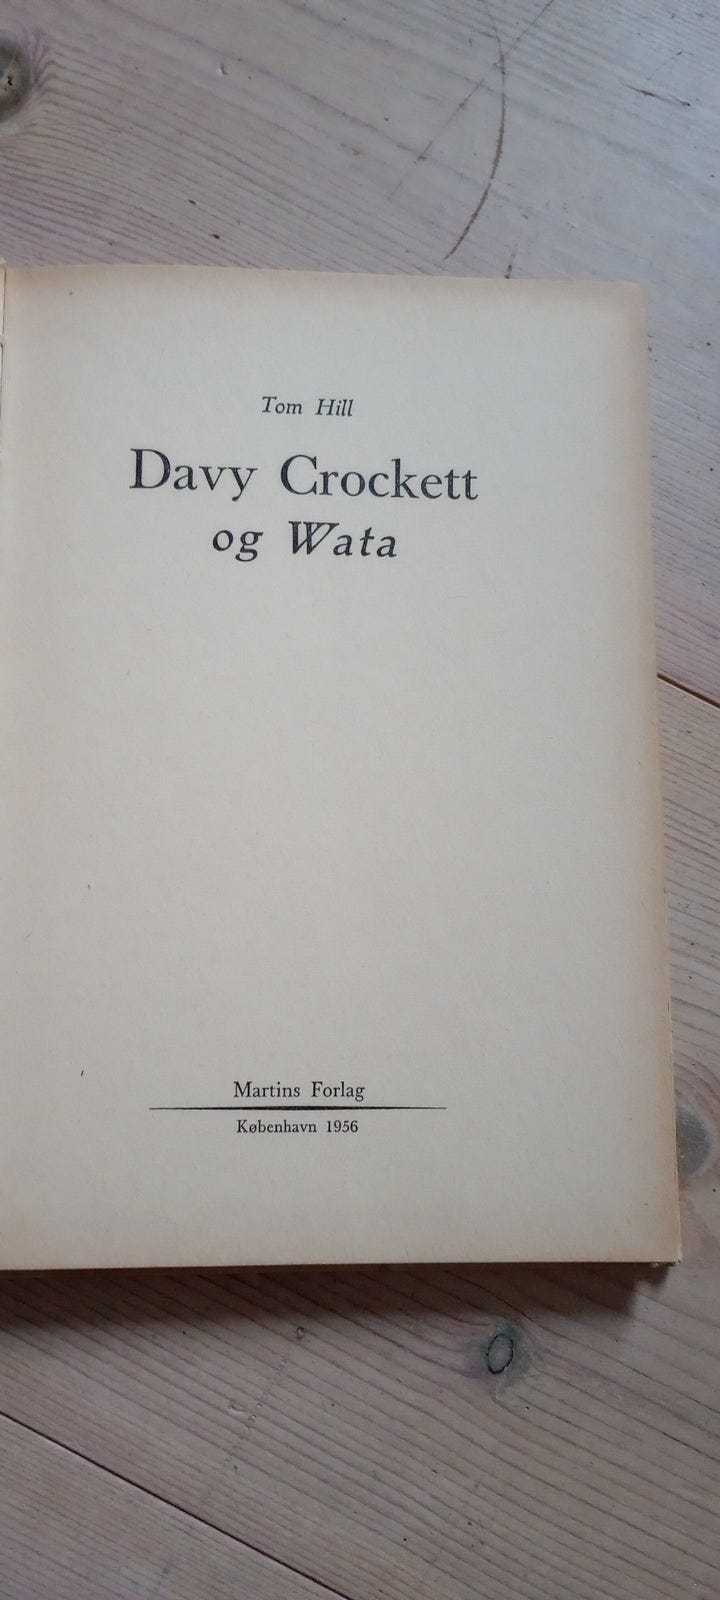 Tom Hill
Davy Crockett
og Wata
Martins Forlag
København 1956